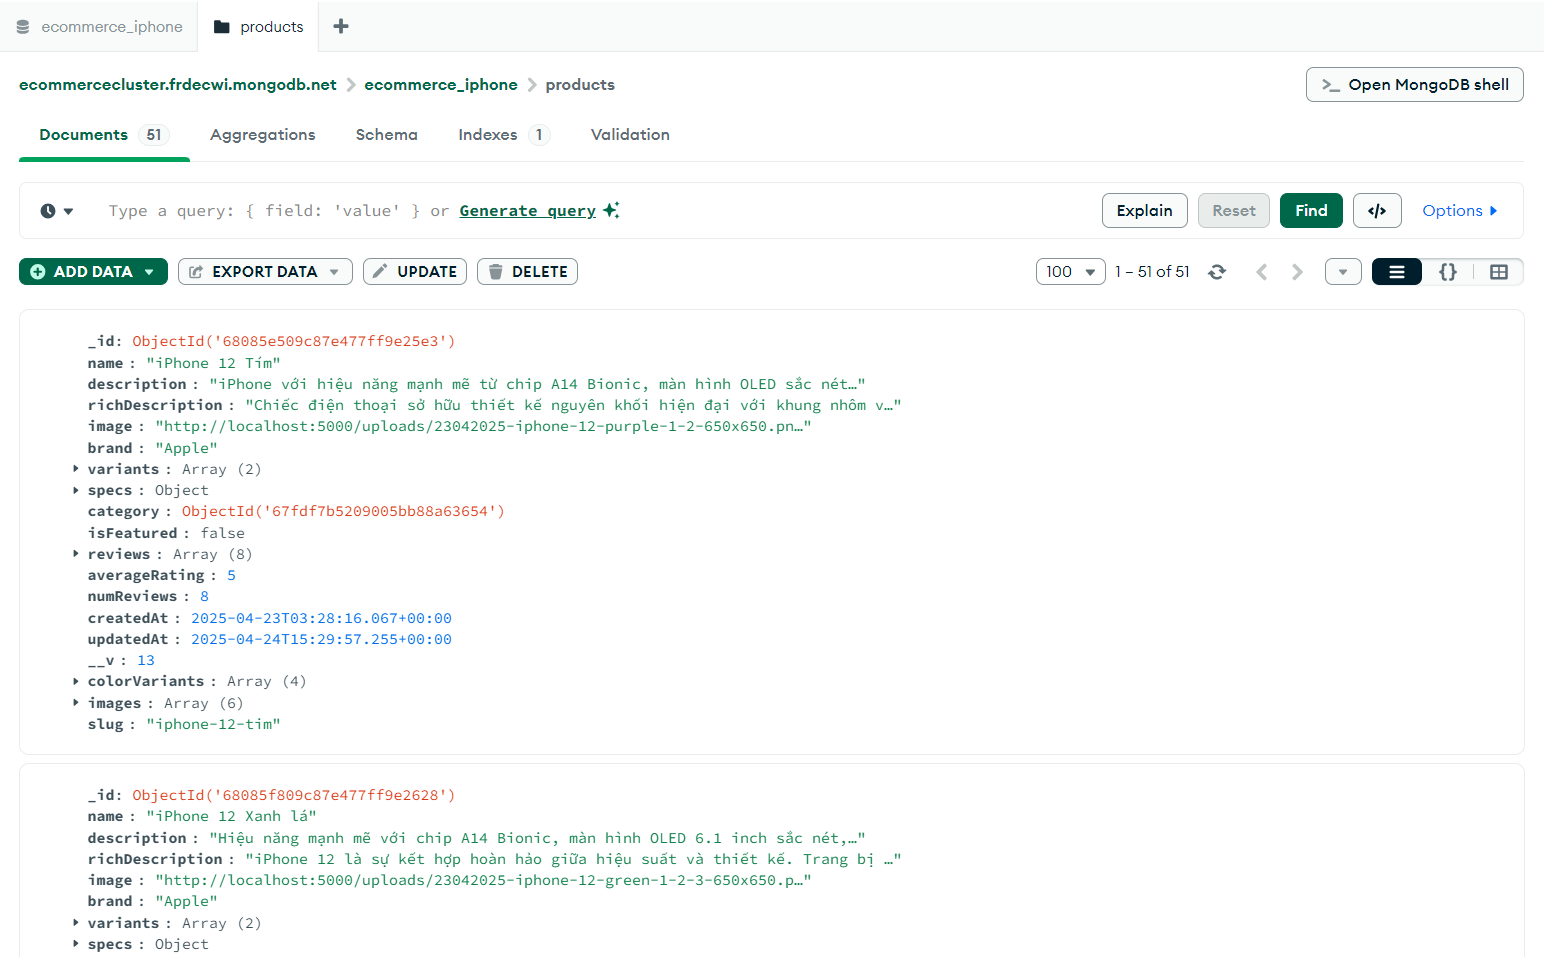 ecommerce_iphone products
ecommercecluster.frdecwi.mongodb.net ecommerce_iphone products >_ Open MongoDB shell
Documents 51 Aggregations Schema Indexes 1 Validation
Type a query: { field: 'value' } or Generate query Explain Reset Find </> Options
ADD DATA EXPORT DATA UPDATE DELETE 100 1 – 51 of 51 {}
_id: ObjectId('68085e509c87e477ff9e25e3')
name : "iPhone 12 Tím"
description : "iPhone với hiệu năng mạnh mẽ từ chip A14 Bionic, màn hình OLED sắc nét…"
richDescription : "Chiếc điện thoại sở hữu thiết kế nguyên khối hiện đại với khung nhôm v…"
image : "http://localhost:5000/uploads/23042025-iphone-12-purple-1-2-650x650.pn…"
brand : "Apple"
variants : Array (2)
specs : Object
category : ObjectId('67fdf7b5209005bb88a63654')
isFeatured : false
reviews : Array (8)
averageRating : 5
numReviews : 8
createdAt : 2025-04-23T03:28:16.067+00:00
updatedAt : 2025-04-24T15:29:57.255+00:00
__v : 13
colorVariants : Array (4)
images : Array (6)
slug : "iphone-12-tim"
_id: ObjectId('68085f809c87e477ff9e2628')
name : "iPhone 12 Xanh lá"
description : "Hiệu năng mạnh mẽ với chip A14 Bionic, màn hình OLED 6.1 inch sắc nét,…"
richDescription : "iPhone 12 là sự kết hợp hoàn hảo giữa hiệu suất và thiết kế. Trang bị …"
image : "http://localhost:5000/uploads/23042025-iphone-12-green-1-2-3-650x650.p…"
brand : "Apple"
variants : Array (2)
specs : Object